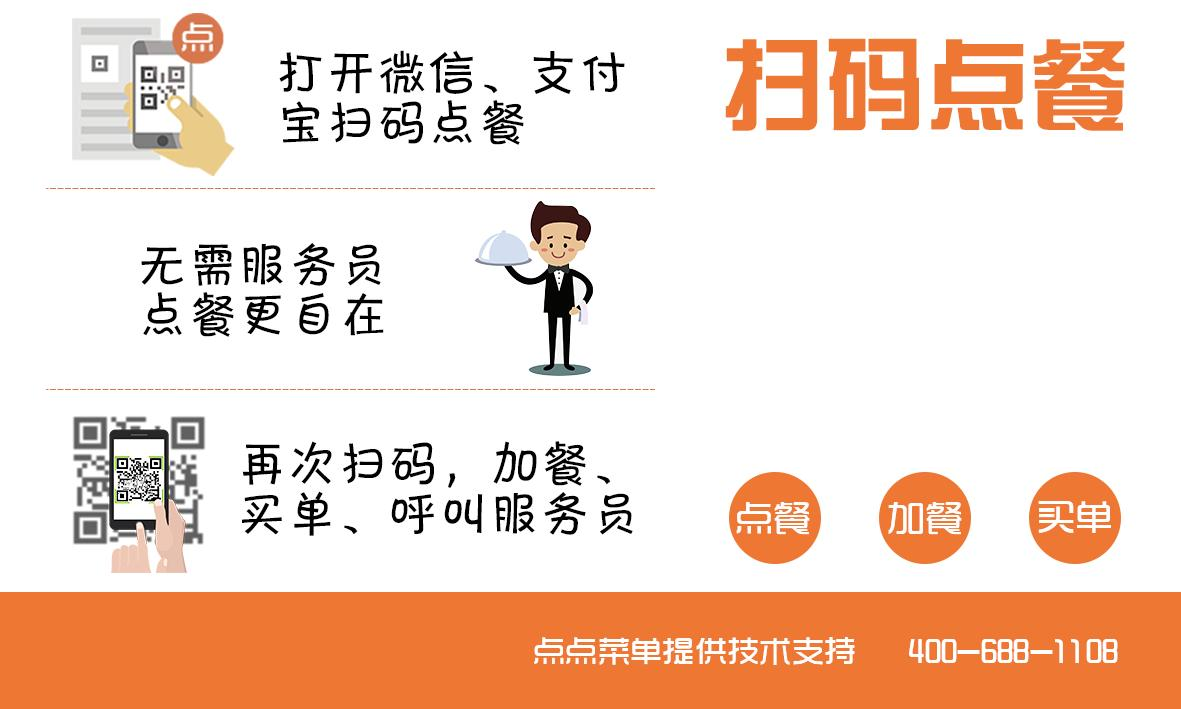 点
打开微信、支付
宝扫码点餐
无需服务员
点餐更自在
再次扫码，加餐、
买单、呼叫服务员
扫码点餐
点餐
加餐
买单
点点菜单提供技术支持 400-688-1108